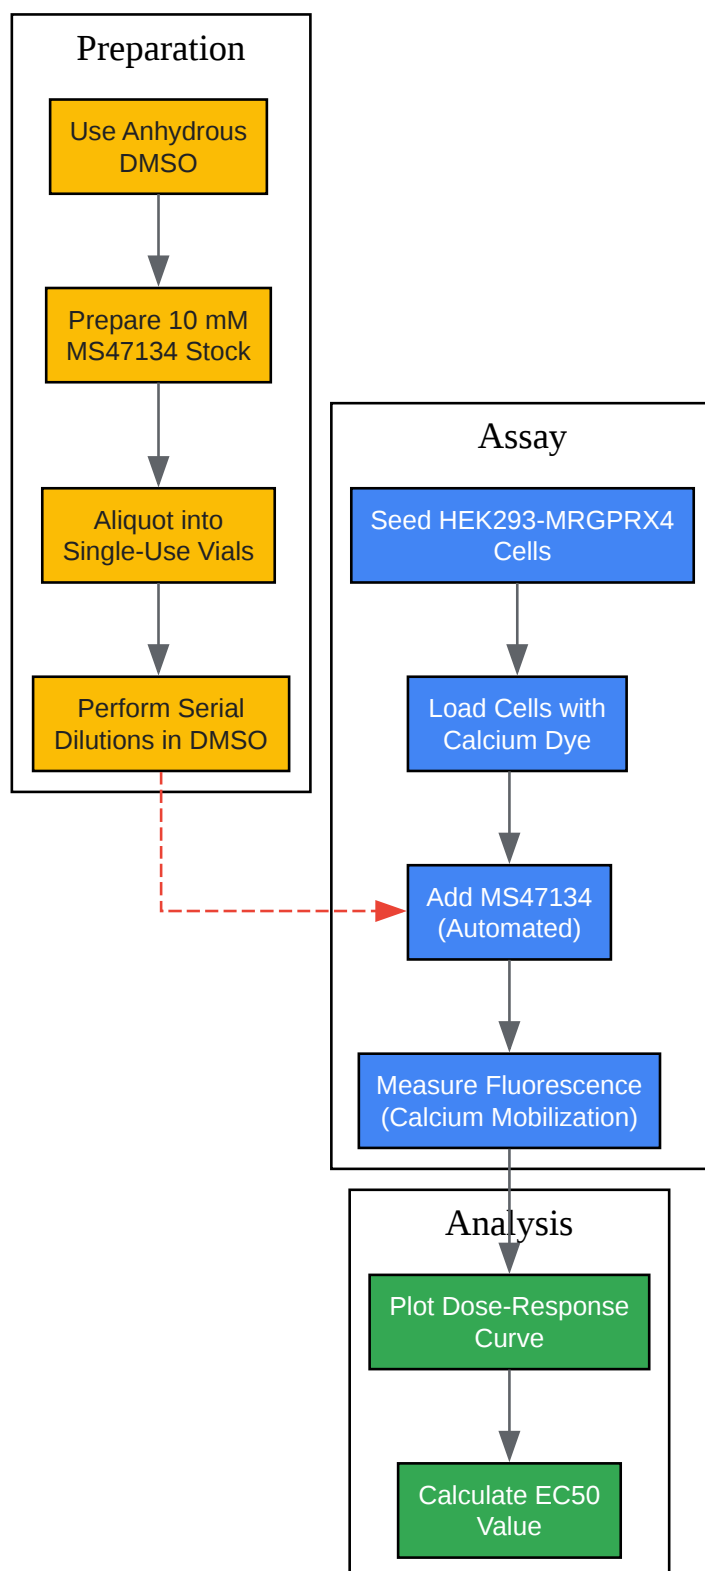 Preparation
Use Anhydrous
DMSO
Prepare 10 mM
MS47134 Stock
Aliquot into
Single-Use Vials
Perform Serial
Dilutions in DMSO
Assay
Seed HEK293-MRGPRX4
Cells
Load Cells with
Calcium Dye
Add MS47134
(Automated)
Measure Fluorescence
(Calcium Mobilization)
Analysis
Plot Dose-Response
Curve
Calculate EC50
Value